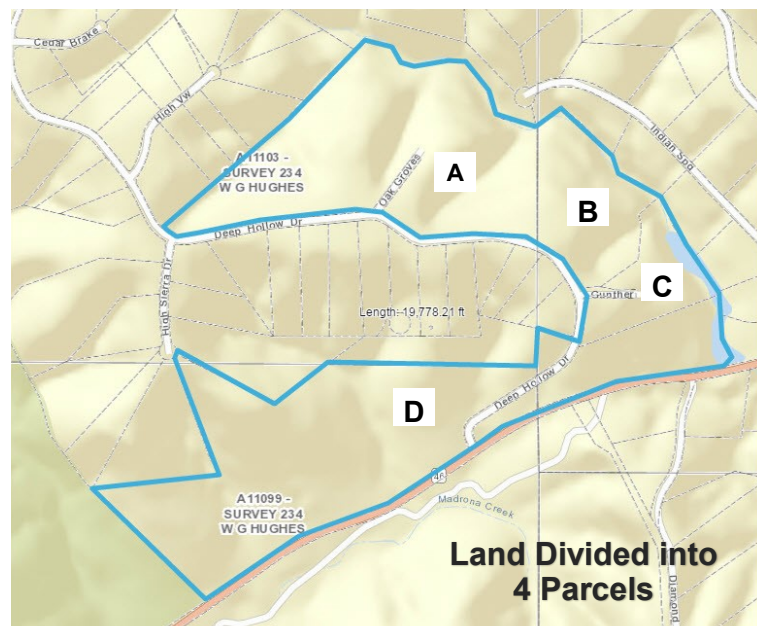 Cedar Brake
High Vw
Indian Spg
A11103 -
SURVEY 234
W G HUGHES
Oak Groves
A
B
Deep Hollow Dr
C
Gunther
High Sierra Dr
Length: 19,778.21 ft
D
Deep Hollow Dr
A11099 -
SURVEY 234
W G HUGHES
46
Madrona Creek
Diamond
Land Divided into
4 Parcels